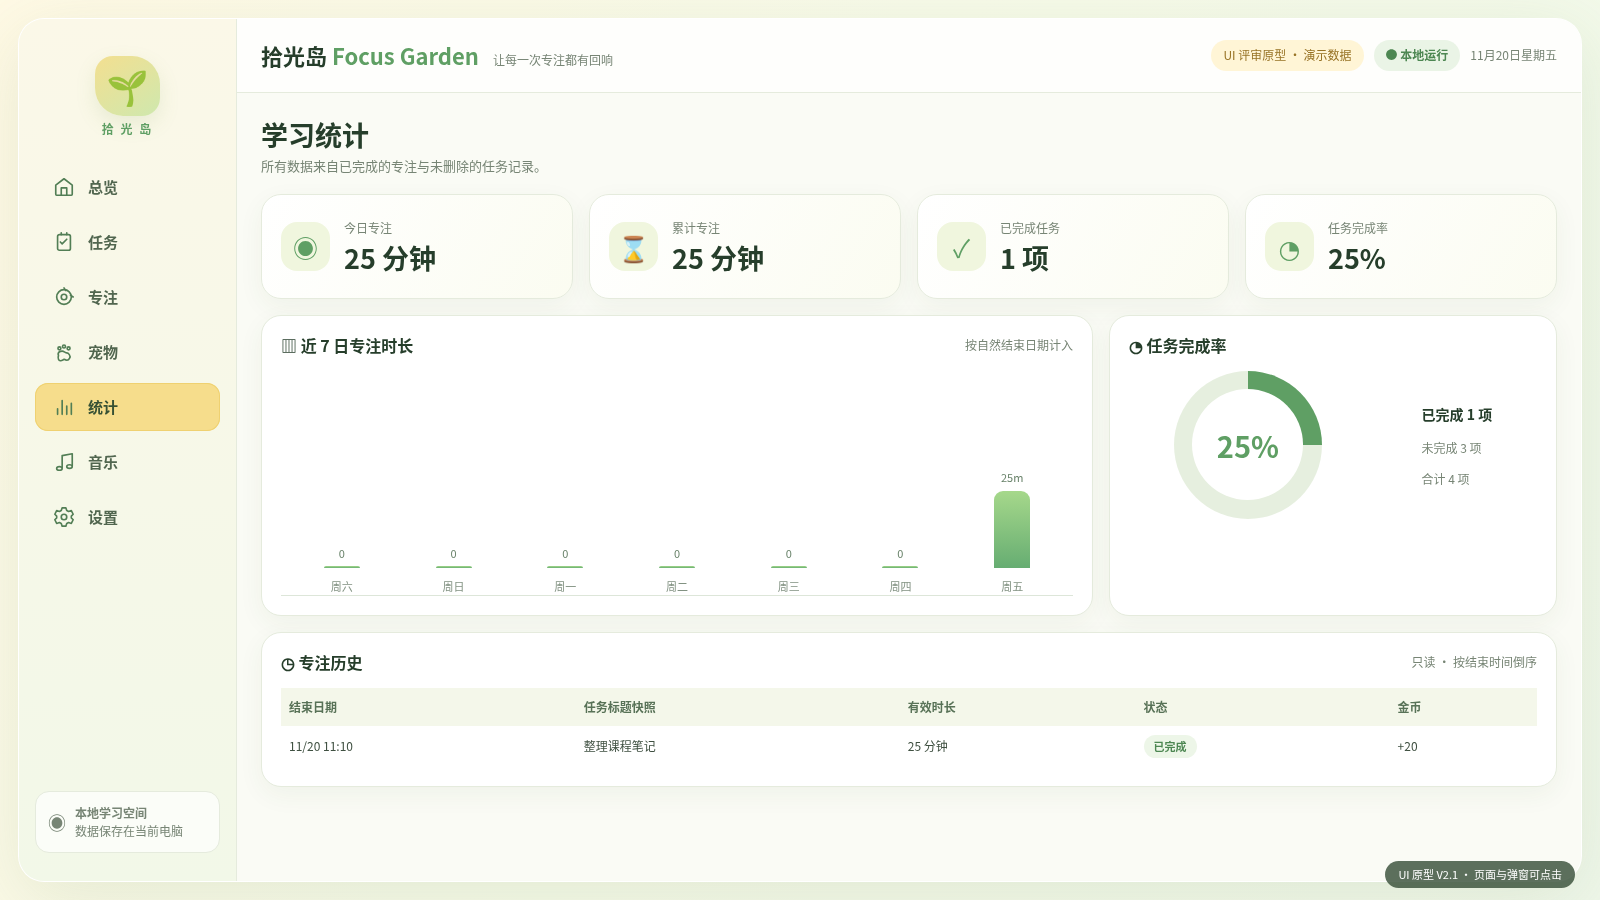 拾光岛 Focus Garden 让每一次专注都有回响
UI 评审原型 · 演示数据
本地运行
11月20日星期五
拾光岛
总览
任务
专注
宠物
统计
音乐
设置
本地学习空间
数据保存在当前电脑
学习统计
所有数据来自已完成的专注与未删除的任务记录。
今日专注
25 分钟
累计专注
25 分钟
已完成任务
1 项
任务完成率
25%
近 7 日专注时长
按自然结束日期计入
0 0 0 0 0 0 25m
周六 周日 周一 周二 周三 周四 周五
任务完成率
25%
已完成 1 项
未完成 3 项
合计 4 项
专注历史
只读 · 按结束时间倒序
结束日期 任务标题快照 有效时长 状态 金币
11/20 11:10 整理课程笔记 25 分钟 已完成 +20
UI 原型 V2.1 · 页面与弹窗可点击